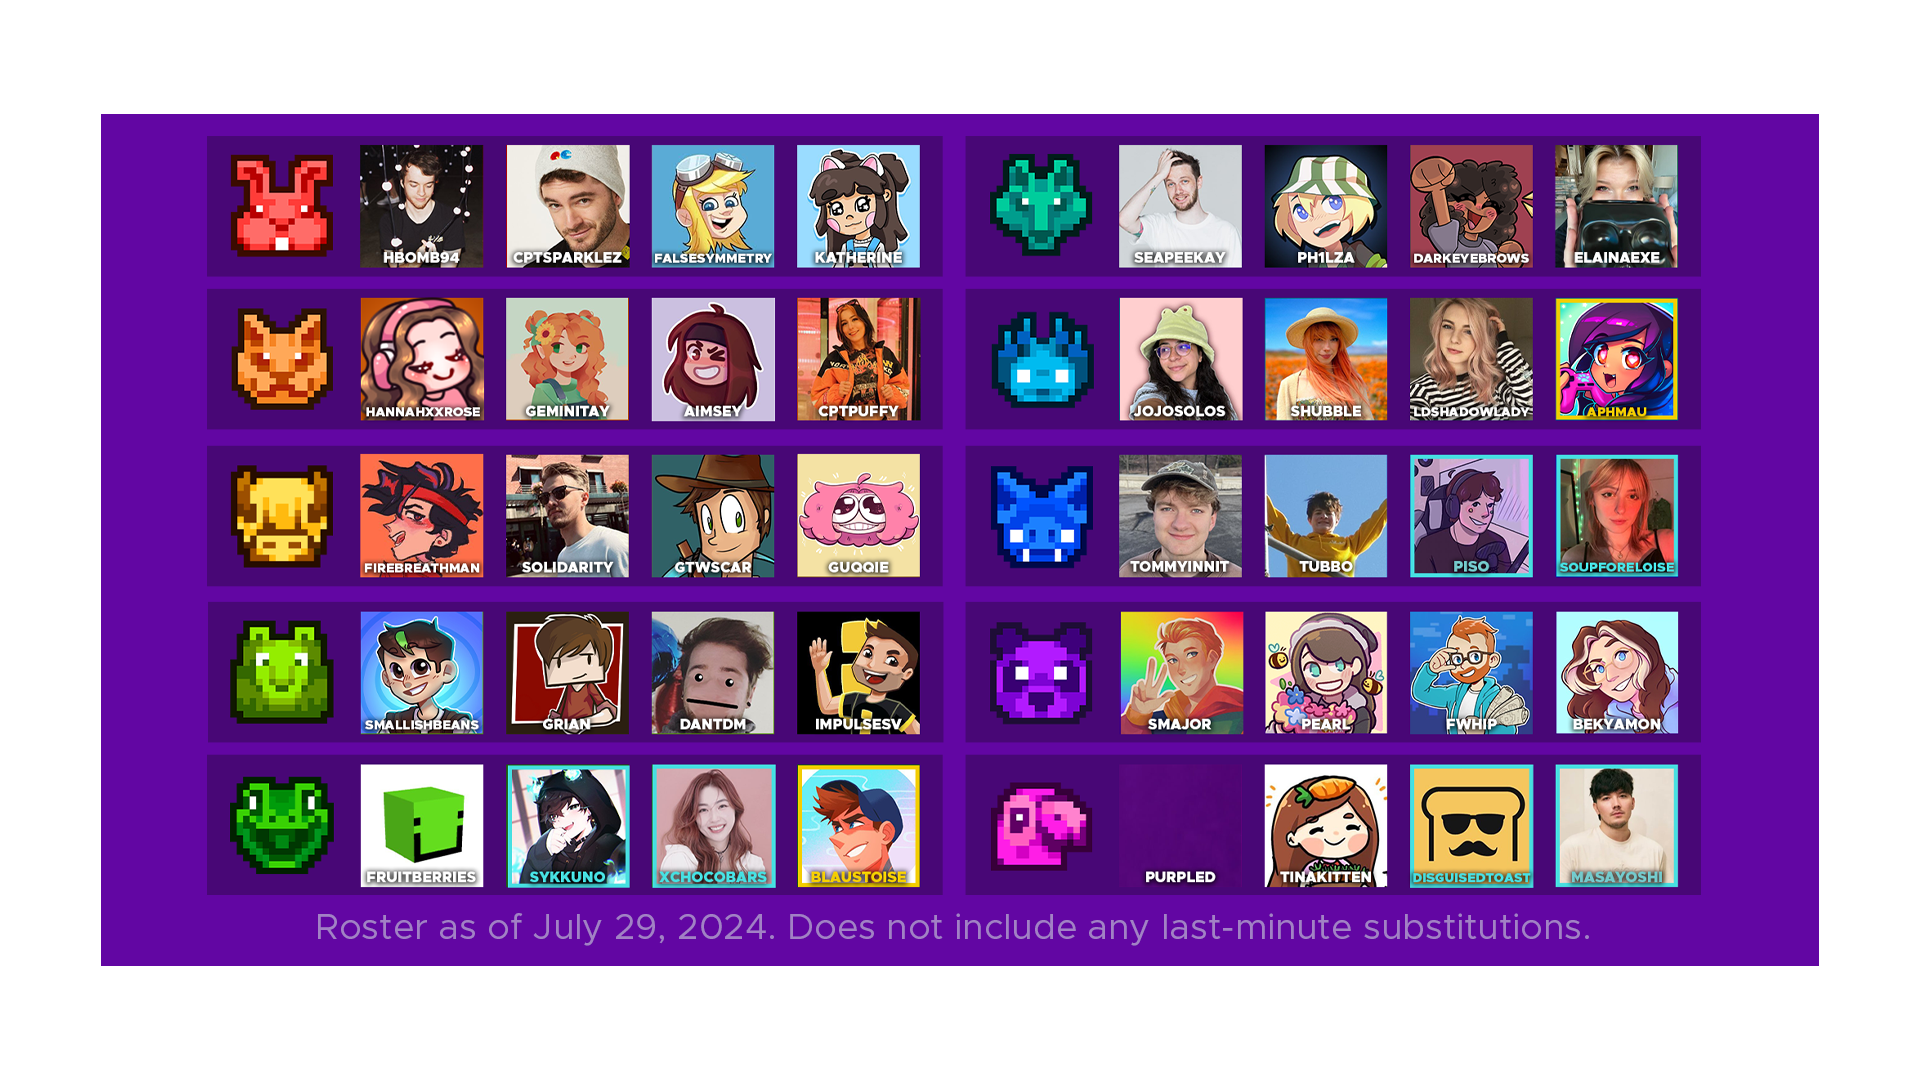 HBOMB94
CPTSPARKLEZ
FALSESYMMETRY
KATHERINE
SEAPEEKAY
PH1LZA
DARKEYEBROWS
ELAINAEXE
HANNAHXXROSE
GEMINITAY
AIMSEY
CPTPUFFY
JOJOSOLOS
SHUBBLE
LDSHADOWLADY
APHMAU
FIREBREATHMAN
SOLIDARITY
GTWSCAR
GUQQIE
TOMMYINNIT
TUBBO
PISO
SOUPFORELOISE
SMALLISHBEANS
GRIAN
DANTDM
IMPULSESV
SMAJOR
PEARL
FWHIP
BEKYAMON
FRUITBERRIES
SYKKUNO
XCHOCOBARS
BLAUSTOISE
PURPLED
TINAKITTEN
DISGUISEDTOAST
MASAYOSHI
Roster as of July 29, 2024. Does not include any last-minute substitutions.